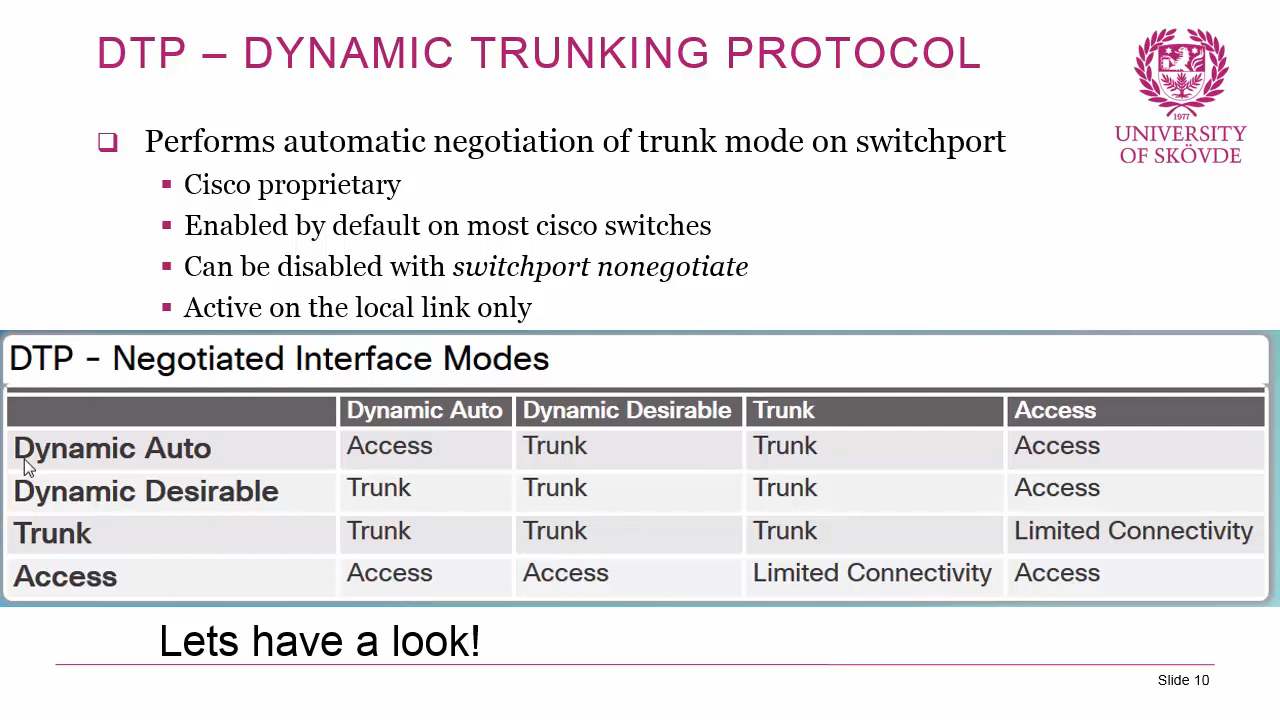 DTP – DYNAMIC TRUNKING PROTOCOL
1977
UNIVERSITY
OF SKÖVDE
Performs automatic negotiation of trunk mode on switchport
Cisco proprietary
Enabled by default on most cisco switches
Can be disabled with switchport nonegotiate
Active on the local link only
DTP - Negotiated Interface Modes
Dynamic Auto Dynamic Desirable Trunk Access
Dynamic Auto Access Trunk Trunk Access
Dynamic Desirable Trunk Trunk Trunk Access
Trunk Trunk Trunk Trunk Limited Connectivity
Access Access Access Limited Connectivity Access
Lets have a look!
Slide 10